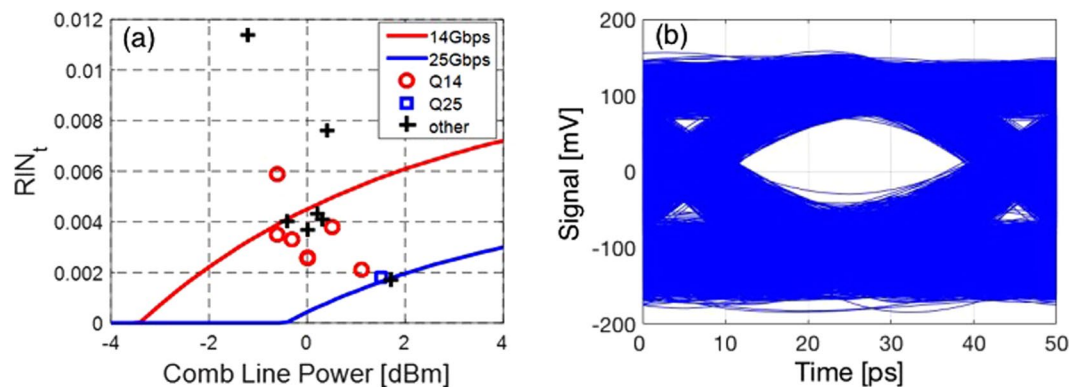 (a)
14Gbps
25Gbps
Q14
Q25
other
0.012
0.01
0.008
0.006
0.004
0.002
0
RINt
-4
-2
0
2
4
Comb Line Power [dBm]
(b)
200
100
0
-100
-200
Signal [mV]
0
10
20
30
40
50
Time [ps]